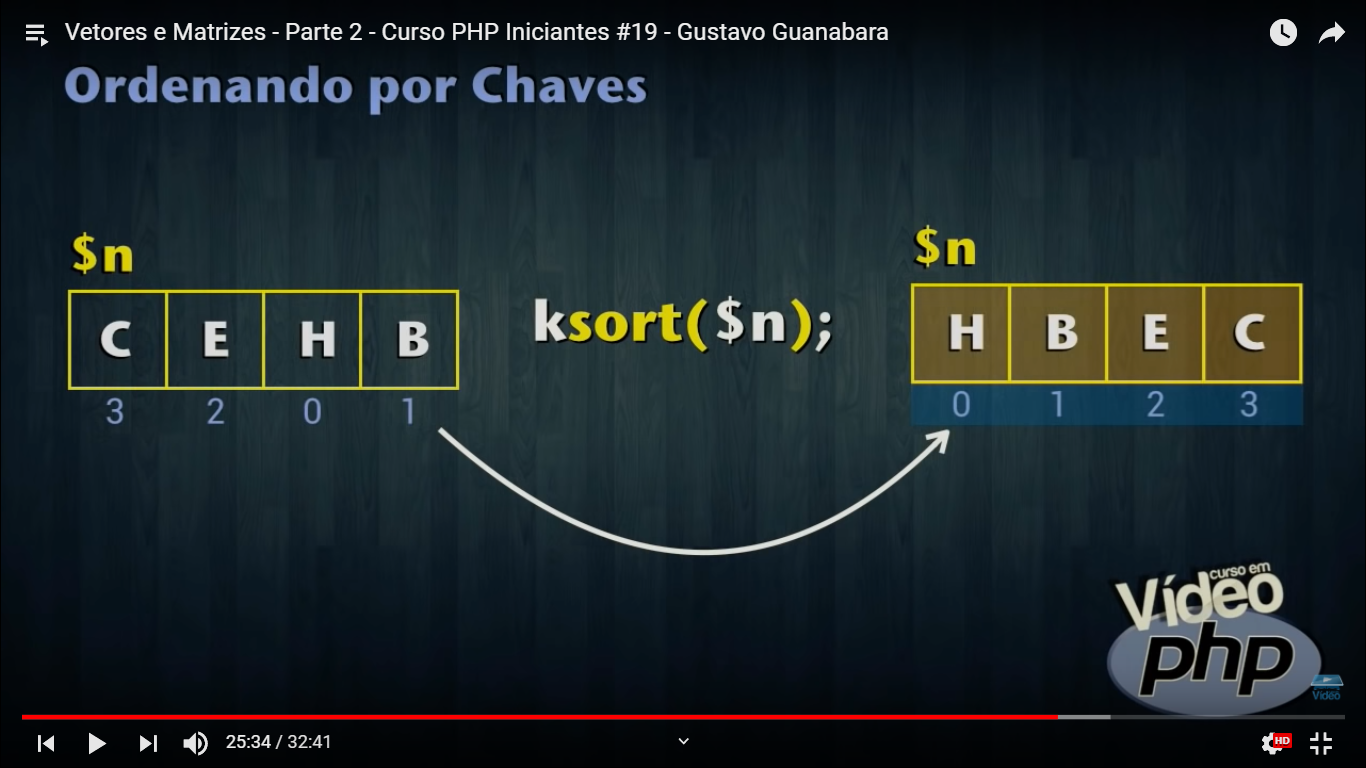 Vetores e Matrizes - Parte 2 - Curso PHP Iniciantes #19 - Gustavo Guanabara
Ordenando por Chaves
$n
C E H B
3 2 0 1
ksort($n);
$n
H B E C
0 1 2 3
curso em
Vídeo
php
Vídeo
25:34 / 32:41
HD